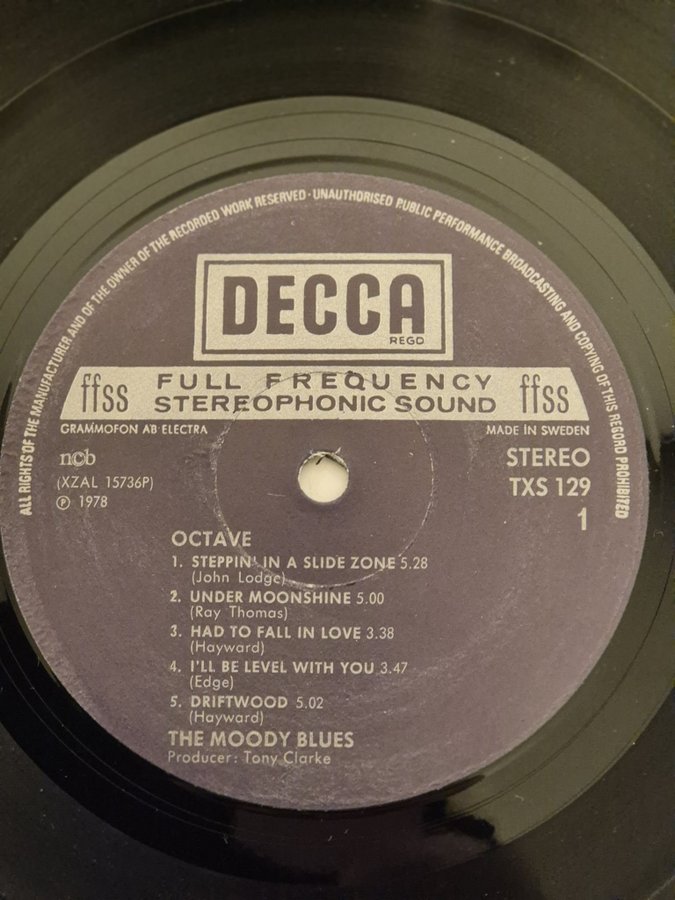 ALL RIGHTS OF THE MANUFACTURER AND OF THE OWNER OF THE RECORDED WORK RESERVED · UNAUTHORISED PUBLIC PERFORMANCE BROADCASTING AND COPYING OF THIS RECORD PROHIBITED
DECCA
REGD
ffss FULL FREQUENCY STEREOPHONIC SOUND ffss
GRAMMOFON AB ELECTRA MADE IN SWEDEN
ncb STEREO
(XZAL 15736P) TXS 129
℗ 1978 1
OCTAVE
1. STEPPIN' IN A SLIDE ZONE 5.28
(John Lodge)
2. UNDER MOONSHINE 5.00
(Ray Thomas)
3. HAD TO FALL IN LOVE 3.38
(Hayward)
4. I'LL BE LEVEL WITH YOU 3.47
(Edge)
5. DRIFTWOOD 5.02
(Hayward)
THE MOODY BLUES
Producer: Tony Clarke